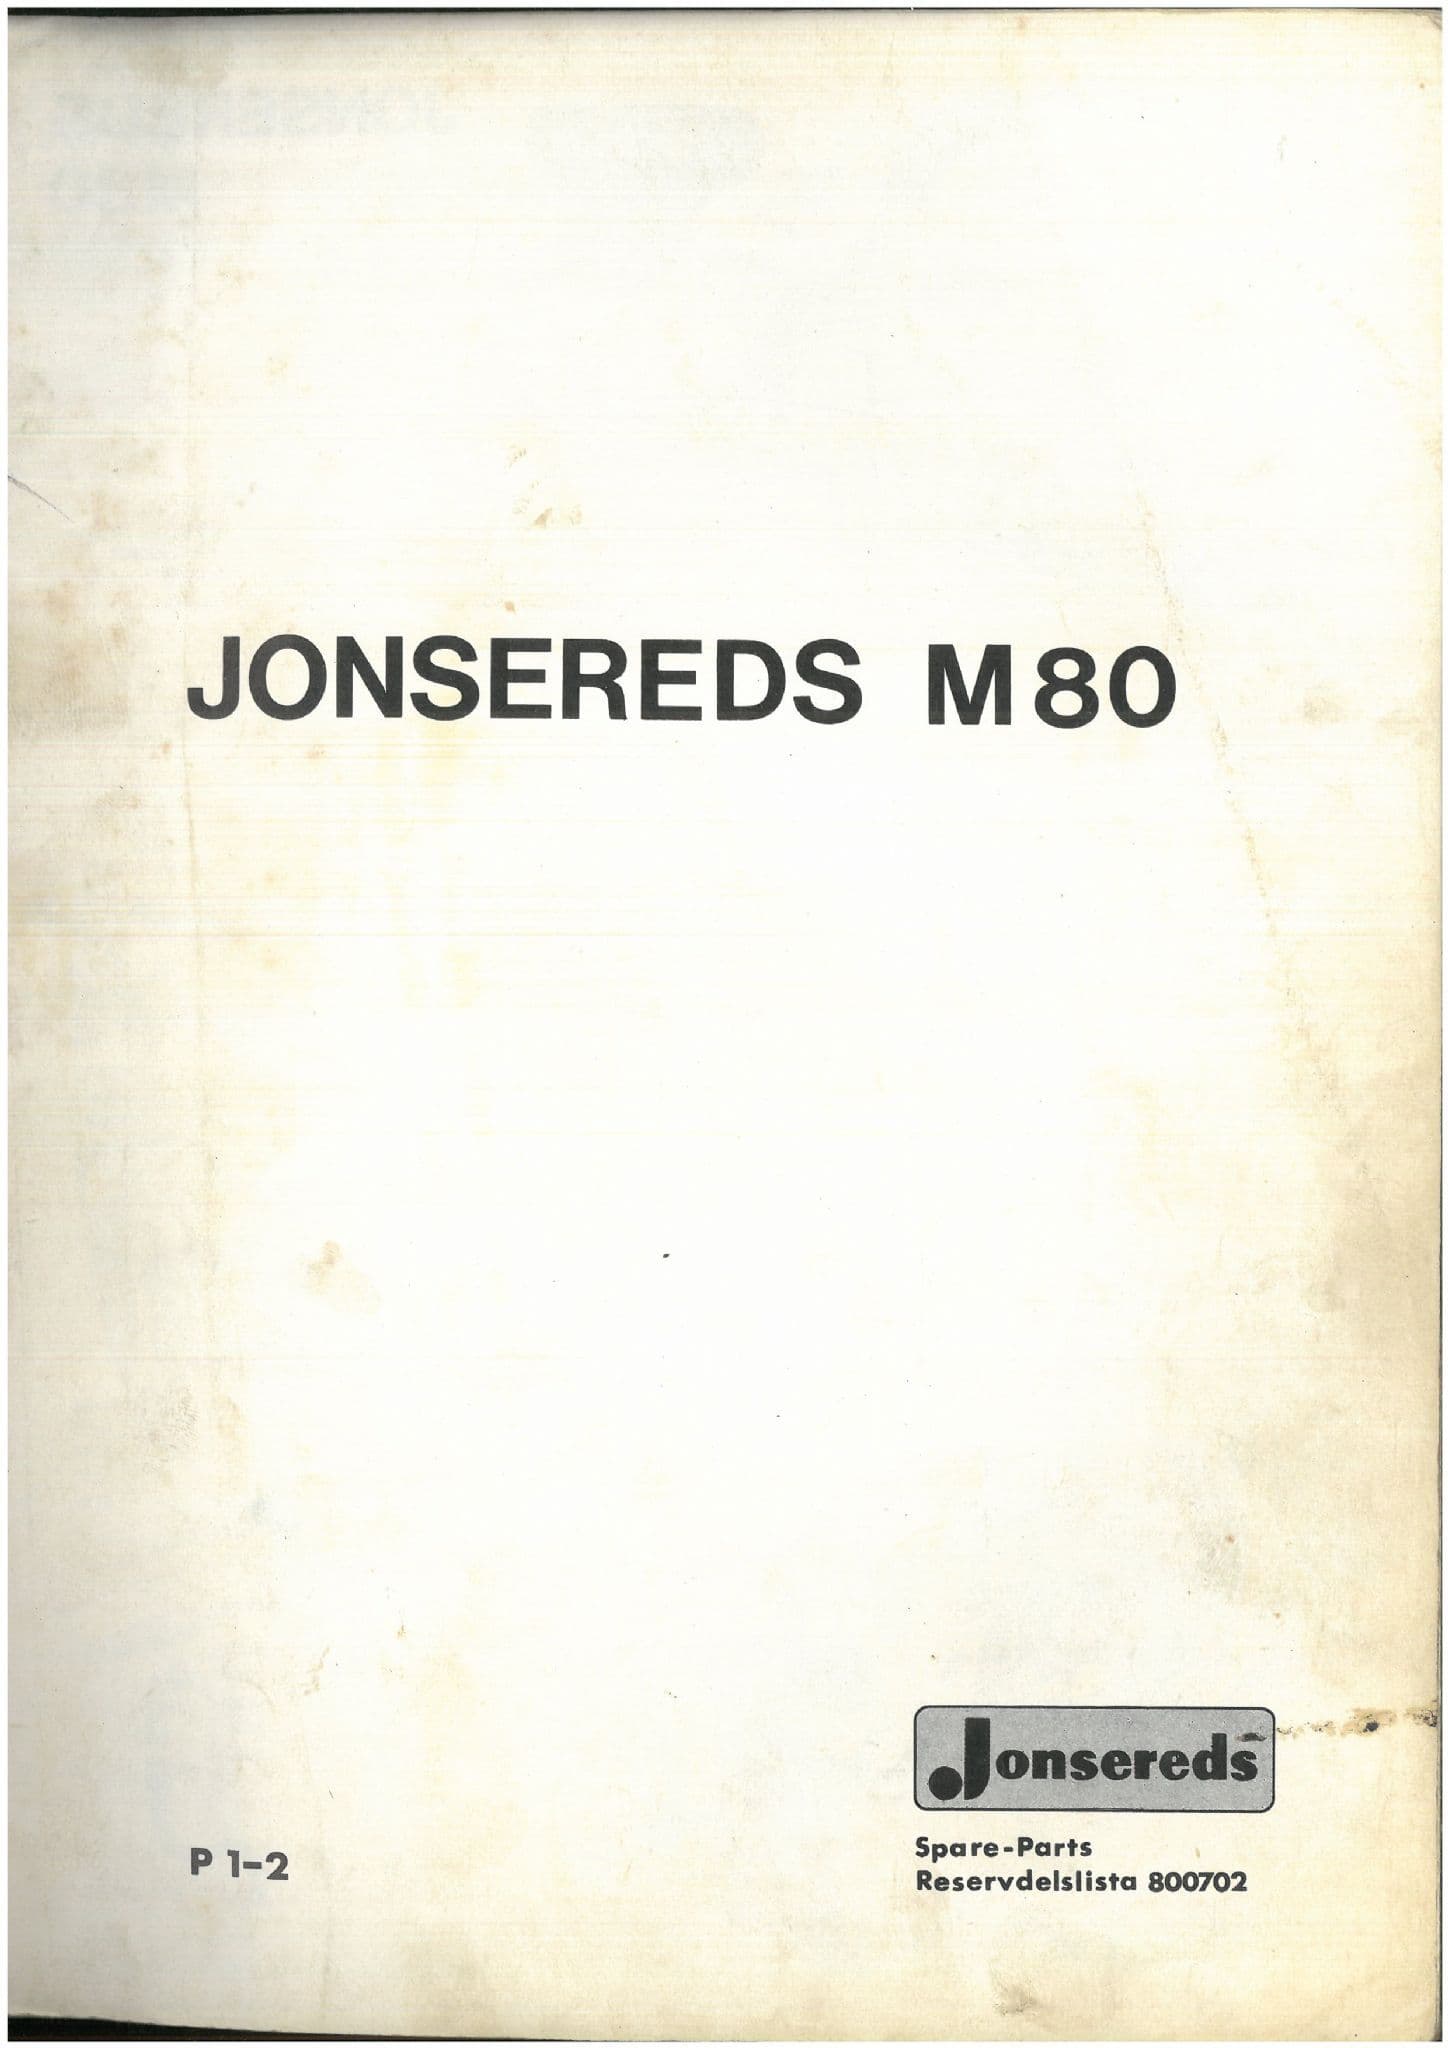 JONSEREDS M80
Jonsereds
Spare-Parts
P 1-2
Reservdelslista 800702